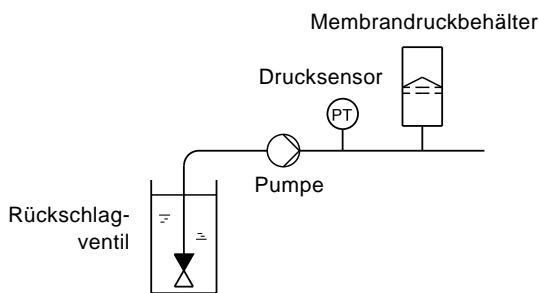 Membrandruckbehälter
Drucksensor
PT
Pumpe
Rückschlag-
ventil